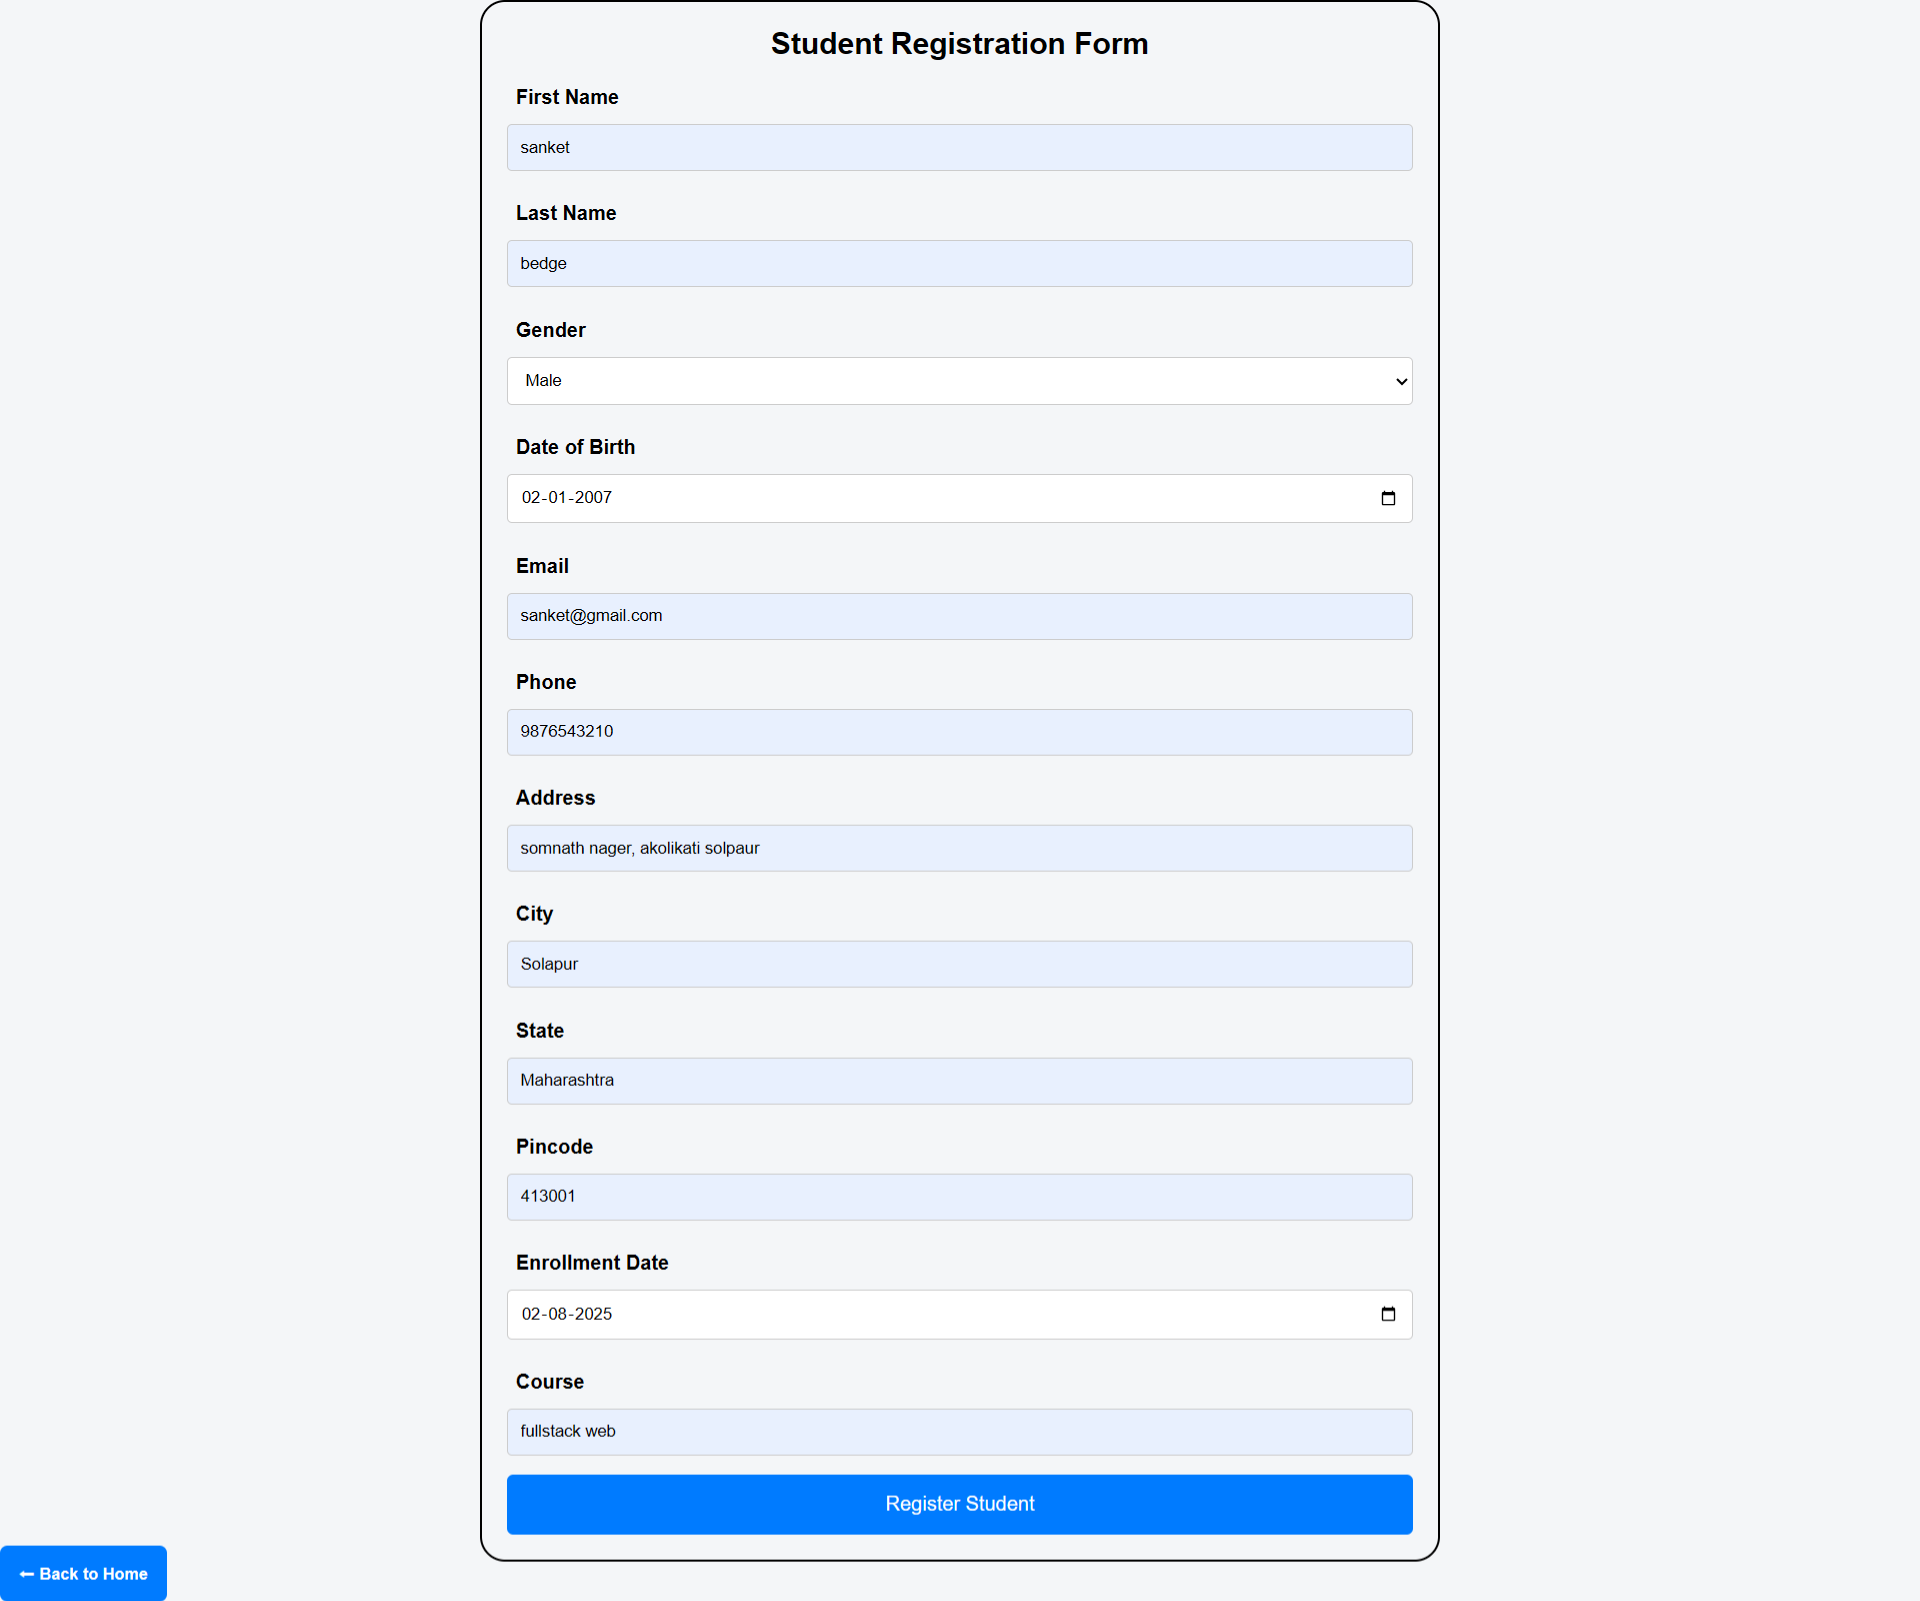 Student Registration Form
First Name
sanket
Last Name
bedge
Gender
Male
Date of Birth
02-01-2007
Email
sanket@gmail.com
Phone
9876543210
Address
somnath nager, akolikati solpaur
City
Solapur
State
Maharashtra
Pincode
413001
Enrollment Date
02-08-2025
Course
fullstack web
Register Student
← Back to Home